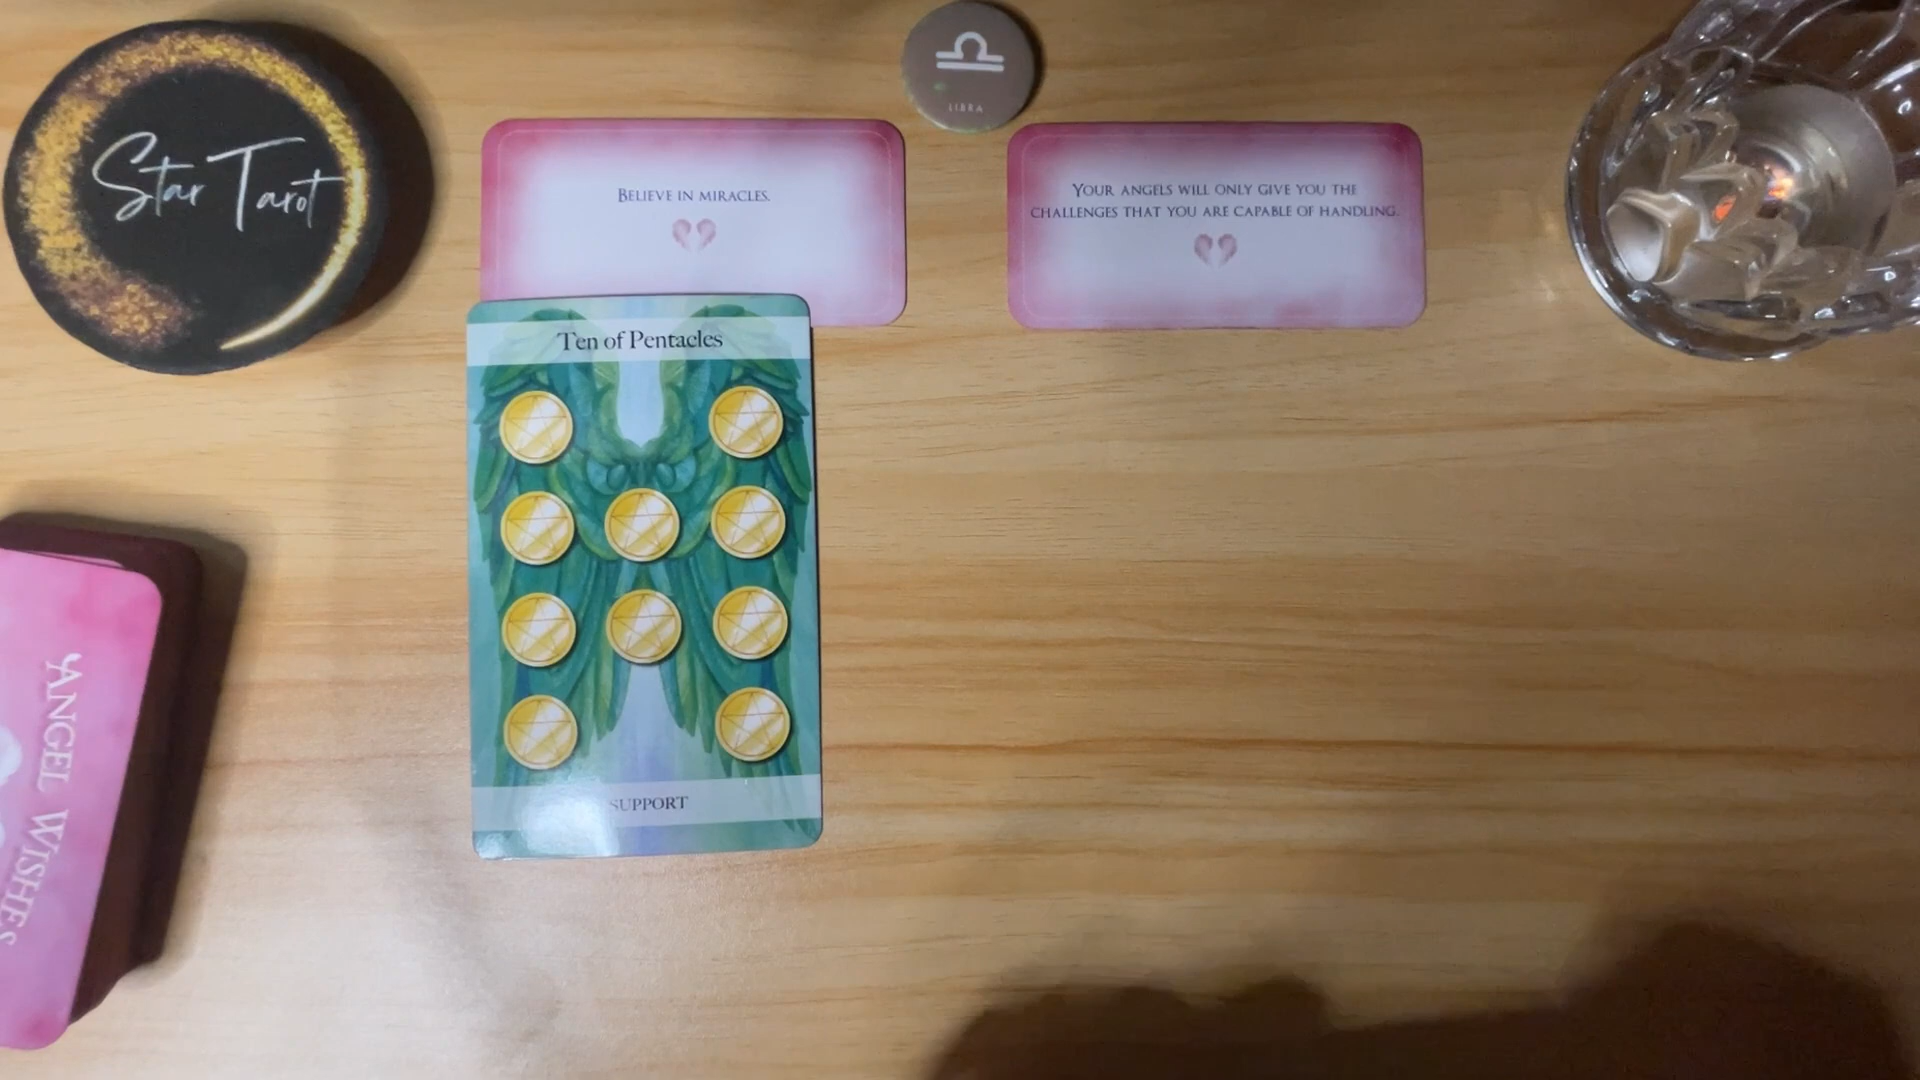 Star Tarot
LIBRA
BELIEVE IN MIRACLES.
YOUR ANGELS WILL ONLY GIVE YOU THE
CHALLENGES THAT YOU ARE CAPABLE OF HANDLING.
Ten of Pentacles
SUPPORT
ANGEL WISHES